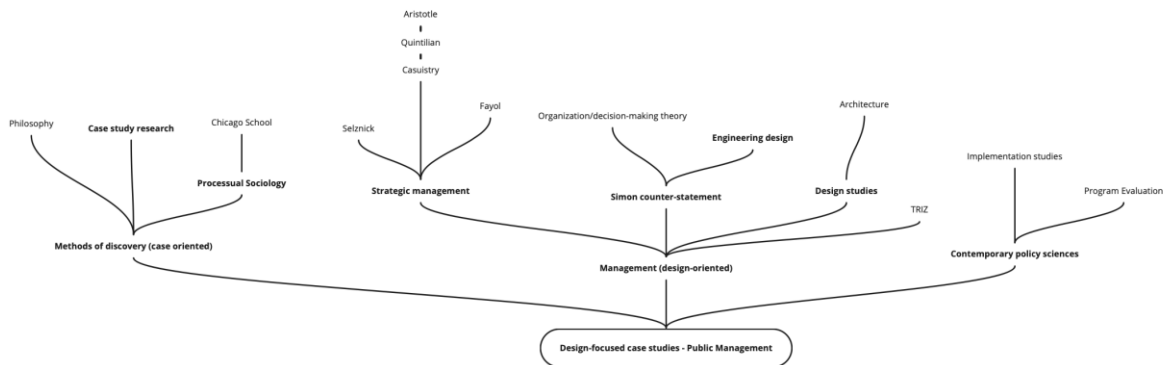 Aristotle
Quintilian
Casuistry
Philosophy
Case study research
Chicago School
Selznick
Fayol
Organization/decision-making theory
Engineering design
Architecture
Implementation studies
Program Evaluation
Processual Sociology
Strategic management
Simon counter-statement
Design studies
TRIZ
Methods of discovery (case oriented)
Management (design-oriented)
Contemporary policy sciences
Design-focused case studies - Public Management